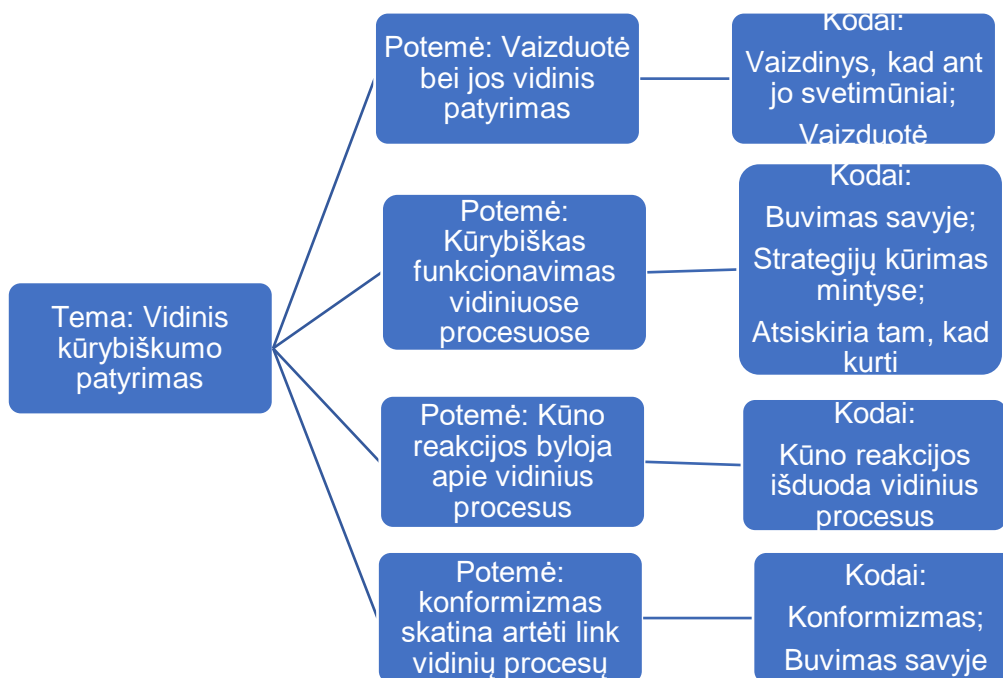 Tema: Vidinis
kūrybiškumo
patyrimas
Potemė: Vaizduotė
bei jos vidinis
patyrimas
Kodai:
Vaizdinys, kad ant
jo svetimūniai;
Vaizduotė
Potemė:
Kūrybiškas
funkcionavimas
vidiniuose
procesuose
Kodai:
Buvimas savyje;
Strategijų kūrimas
mintyse;
Atsiskiria tam, kad
kurti
Potemė: Kūno
reakcijos byloja
apie vidinius
procesus
Kodai:
Kūno reakcijos
išduoda vidinius
procesus
Potemė:
konformizmas
skatina artėti link
vidinių procesų
Kodai:
Konformizmas;
Buvimas savyje